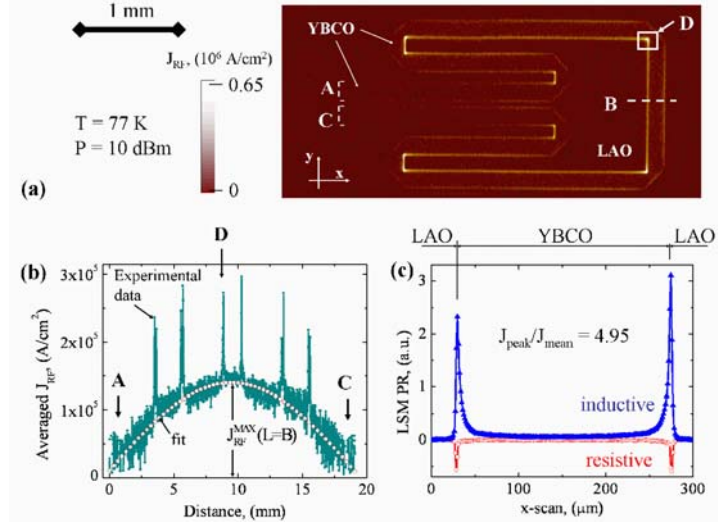 1 mm
J_RF, (10^6 A/cm^2)
0.65
0
T = 77 K
P = 10 dBm
(a)
YBCO
A
C
D
B
LAO
y
x
D
(b)
3x10^5
2x10^5
1x10^5
0
Experimental
data
A
C
fit
J_RF^MAX(L=B)
Averaged J_RF, (A/cm^2)
0 5 10 15 20
Distance, (mm)
LAO YBCO LAO
(c)
3
2
1
0
J_peak/J_mean = 4.95
inductive
resistive
LSM PR, (a.u.)
0 100 200 300
x-scan, (μm)